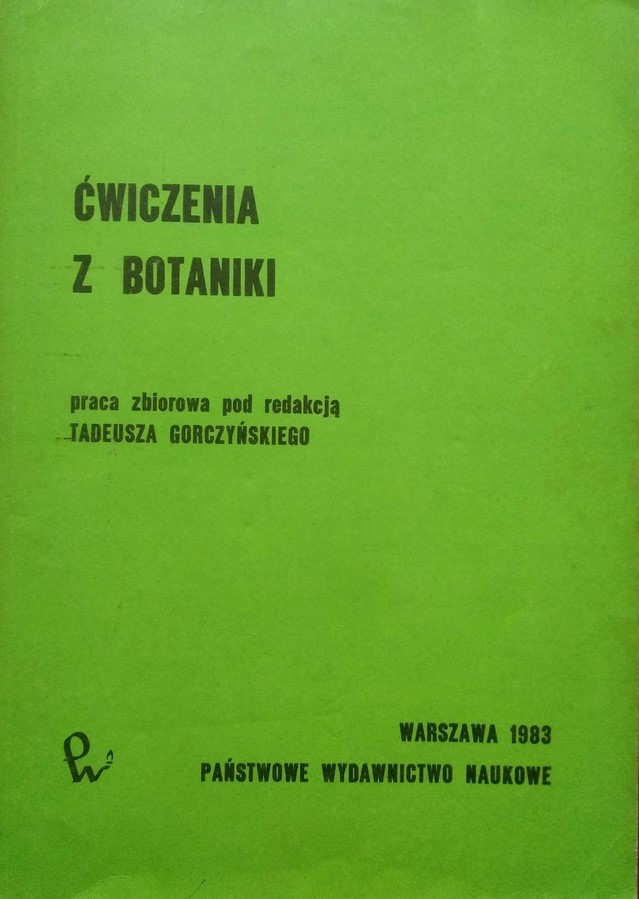 ĆWICZENIA
Z BOTANIKI
praca zbiorowa pod redakcją
TADEUSZA GORCZYŃSKIEGO
WARSZAWA 1983
PAŃSTWOWE WYDAWNICTWO NAUKOWE